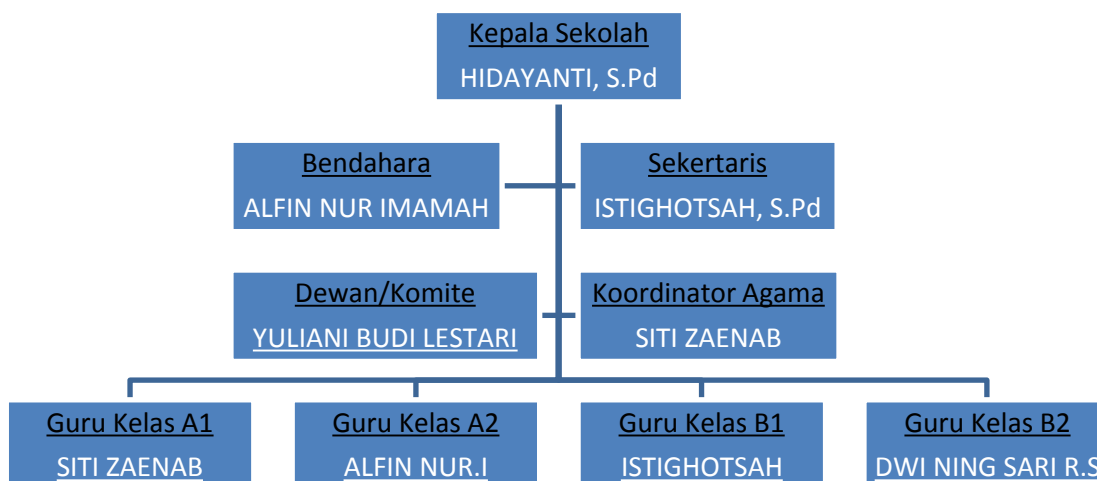 Kepala Sekolah
HIDAYANTI, S.Pd
Bendahara
ALFIN NUR IMAMAH
Sekertaris
ISTIGHOTSAH, S.Pd
Dewan/Komite
YULIANI BUDI LESTARI
Koordinator Agama
SITI ZAENAB
Guru Kelas A1
SITI ZAENAB
Guru Kelas A2
ALFIN NUR.I
Guru Kelas B1
ISTIGHOTSAH
Guru Kelas B2
DWI NING SARI R.S